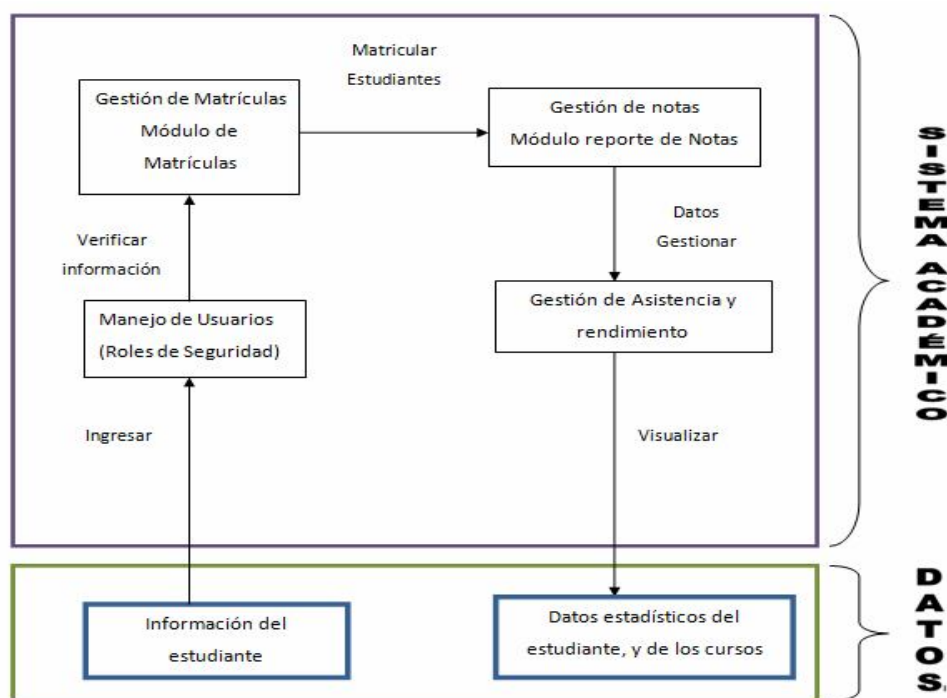 Matricular
Estudiantes
Gestión de Matrículas
Módulo de
Matrículas
Gestión de notas
Módulo reporte de Notas
Verificar
información
Datos
Gestionar
Manejo de Usuarios
(Roles de Seguridad)
Gestión de Asistencia y
rendimiento
Ingresar
Visualizar
SISTEMA ACADÉMICO
Información del
estudiante
Datos estadísticos del
estudiante, y de los cursos
DATOS